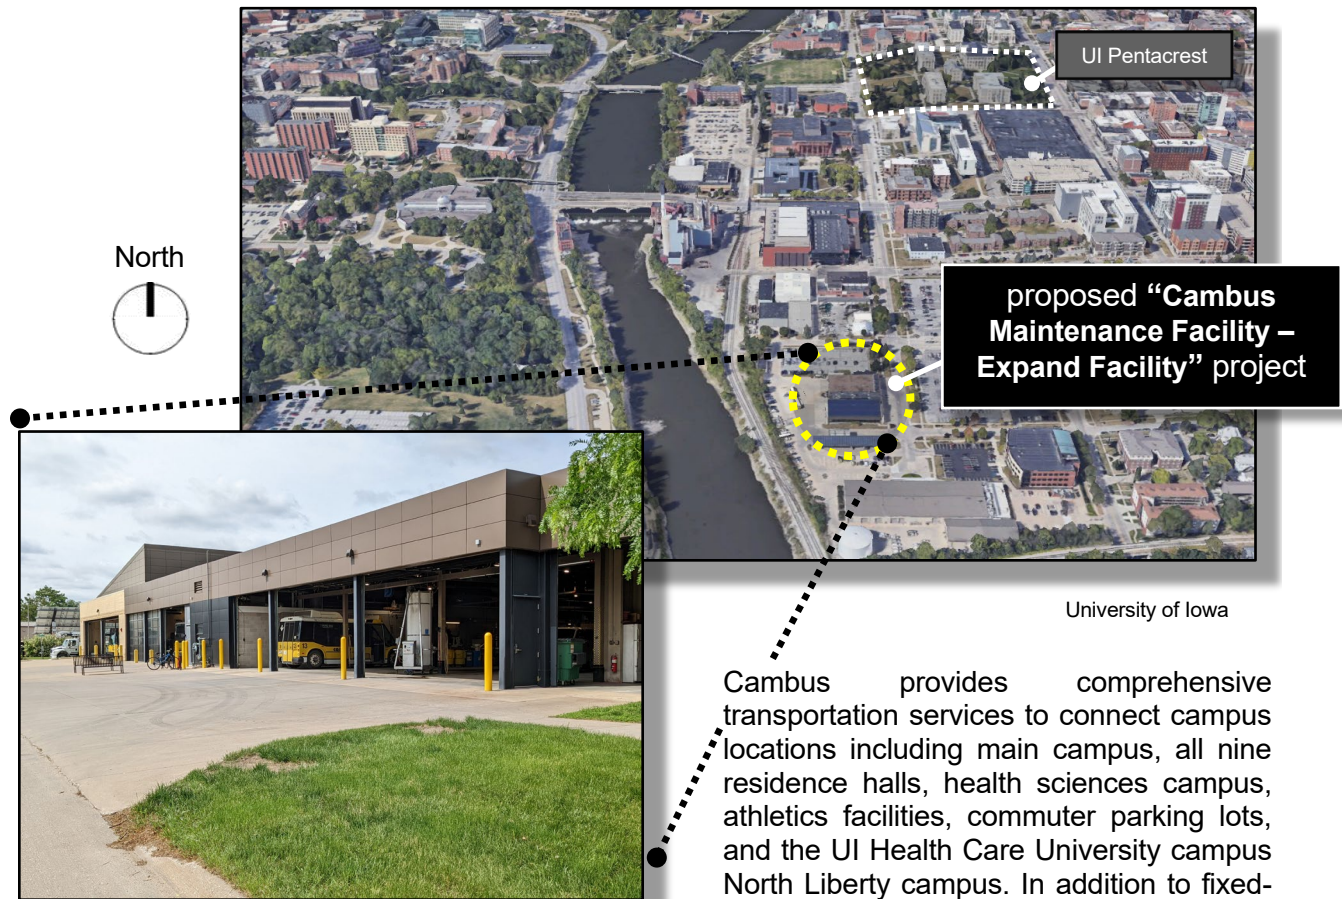 UI Pentacrest
North
proposed “Cambus
Maintenance Facility –
Expand Facility” project
University of Iowa
Cambus provides comprehensive
transportation services to connect campus
locations including main campus, all nine
residence halls, health sciences campus,
athletics facilities, commuter parking lots,
and the UI Health Care University campus
North Liberty campus. In addition to fixed-